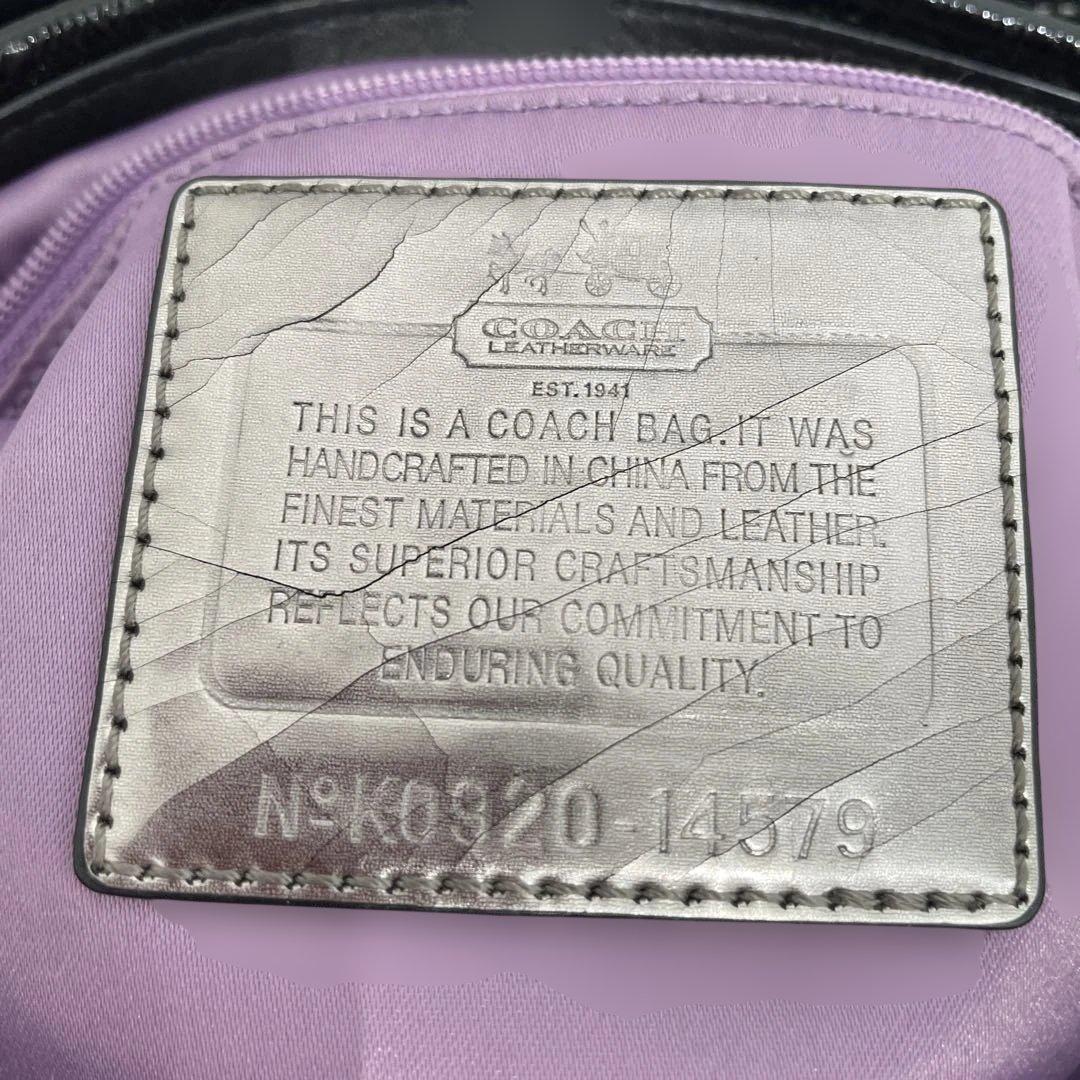 COACH
LEATHERWARE
EST. 1941
THIS IS A COACH BAG. IT WAS
HANDCRAFTED IN CHINA FROM THE
FINEST MATERIALS AND LEATHER.
ITS SUPERIOR CRAFTSMANSHIP
REFLECTS OUR COMMITMENT TO
ENDURING QUALITY.
NºK0920-14579